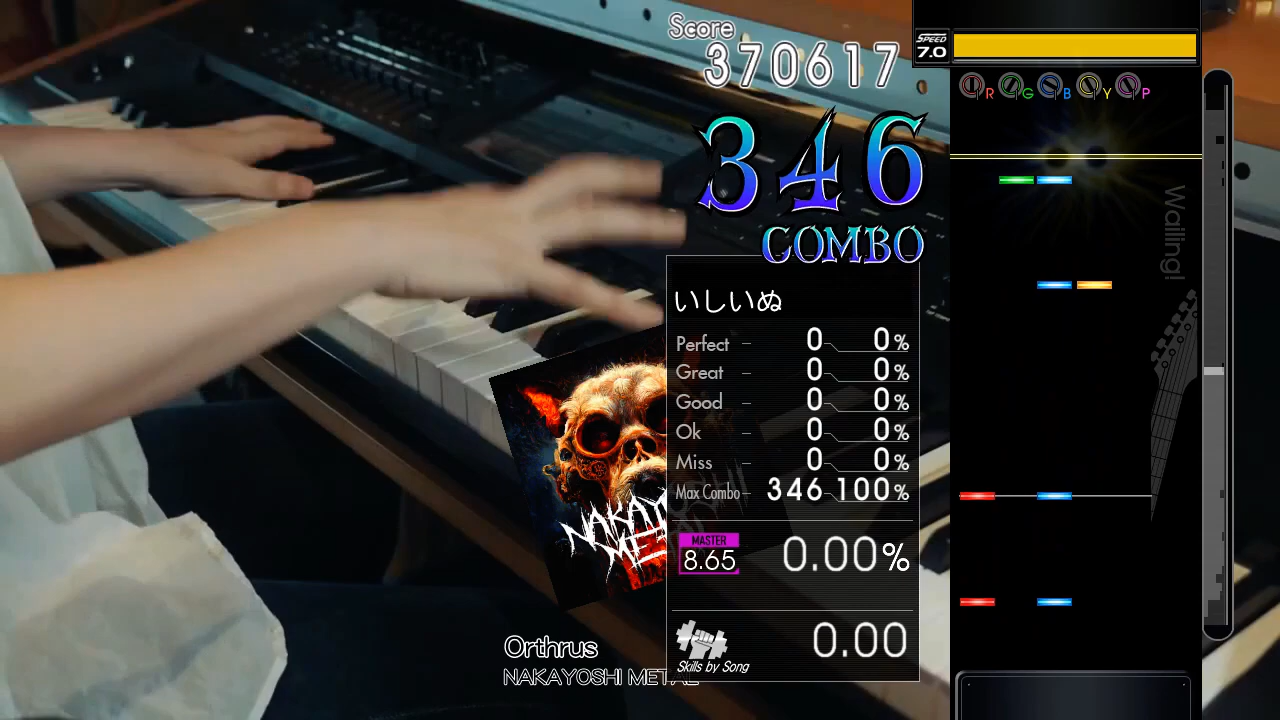 Score
370617
346
COMBO
SPEED
7.0
R G B Y P
Wailing!
いしいぬ
Perfect 0 0%
Great 0 0%
Good 0 0%
Ok 0 0%
Miss 0 0%
Max Combo 346 100%
MASTER
8.65
0.00%
Skills by Song
0.00
Orthrus
NAKAYOSHI METAL